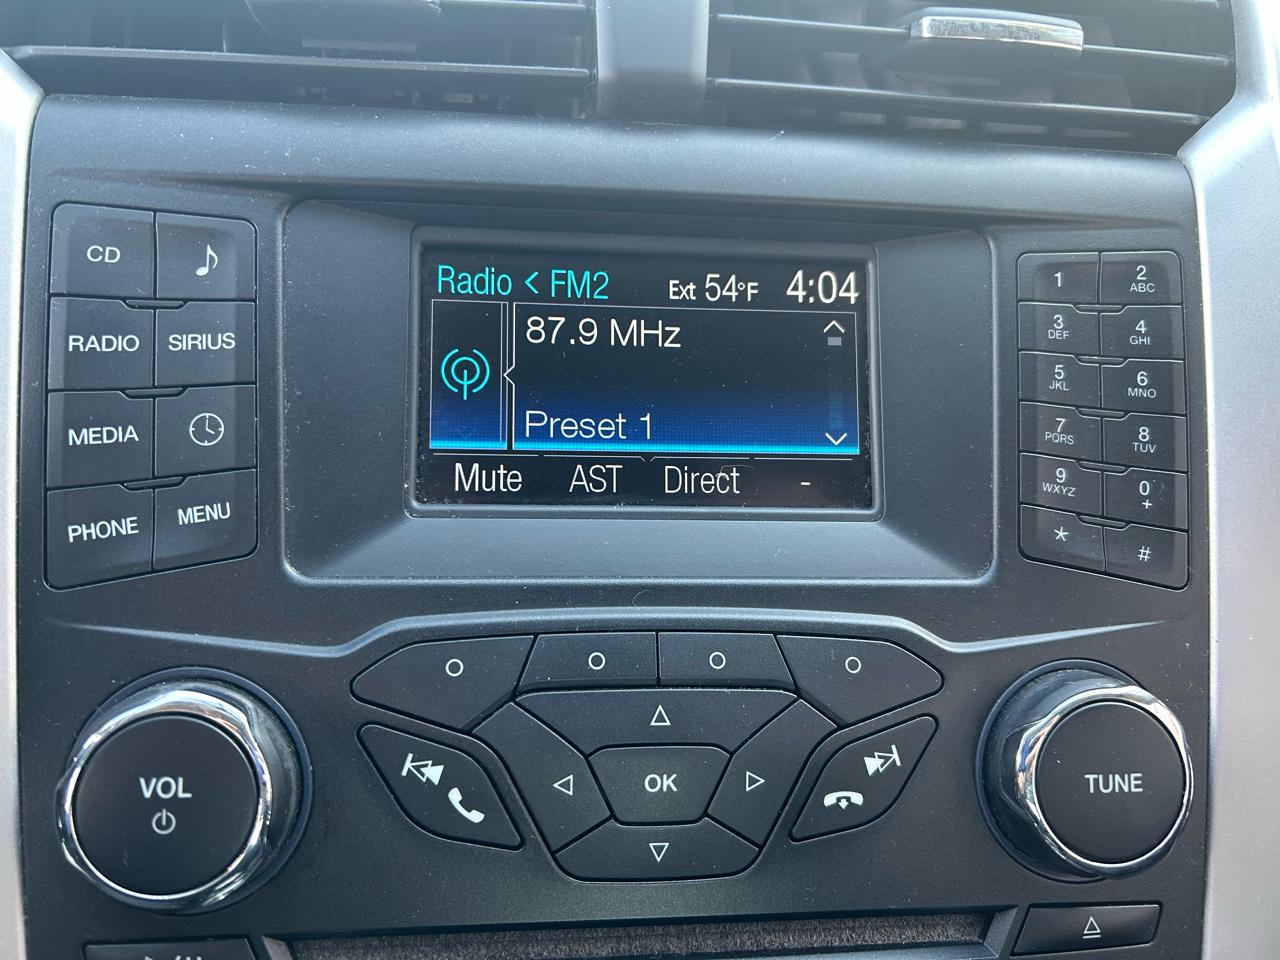 Radio < FM2 Ext 54°F 4:04
87.9 MHz
Preset 1
Mute AST Direct -
CD
RADIO SIRIUS
MEDIA
PHONE MENU
1 2 ABC
3 DEF 4 GHI
5 JKL 6 MNO
7 PQRS 8 TUV
9 WXYZ 0 +
* #
VOL
OK
TUNE